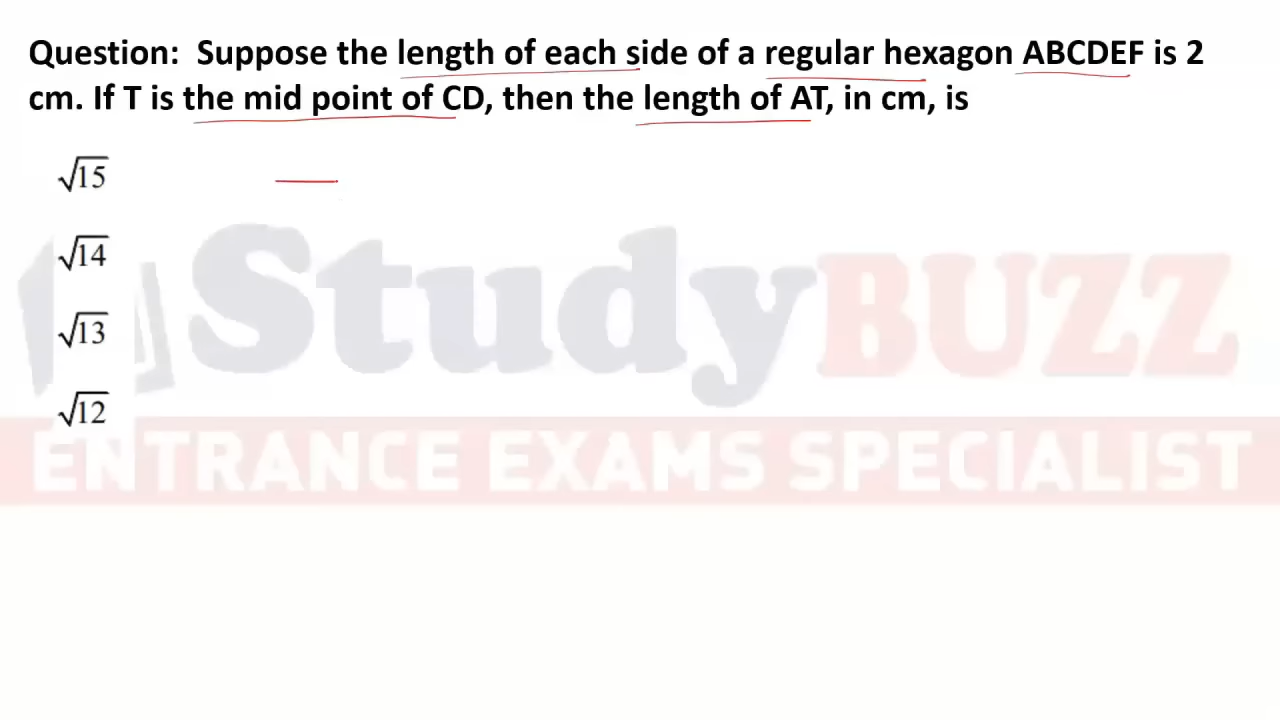 Question: Suppose the length of each side of a regular hexagon ABCDEF is 2
cm. If T is the mid point of CD, then the length of AT, in cm, is
√15
√14
√13
√12
StudyBUZZ
ENTRANCE EXAMS SPECIALIST